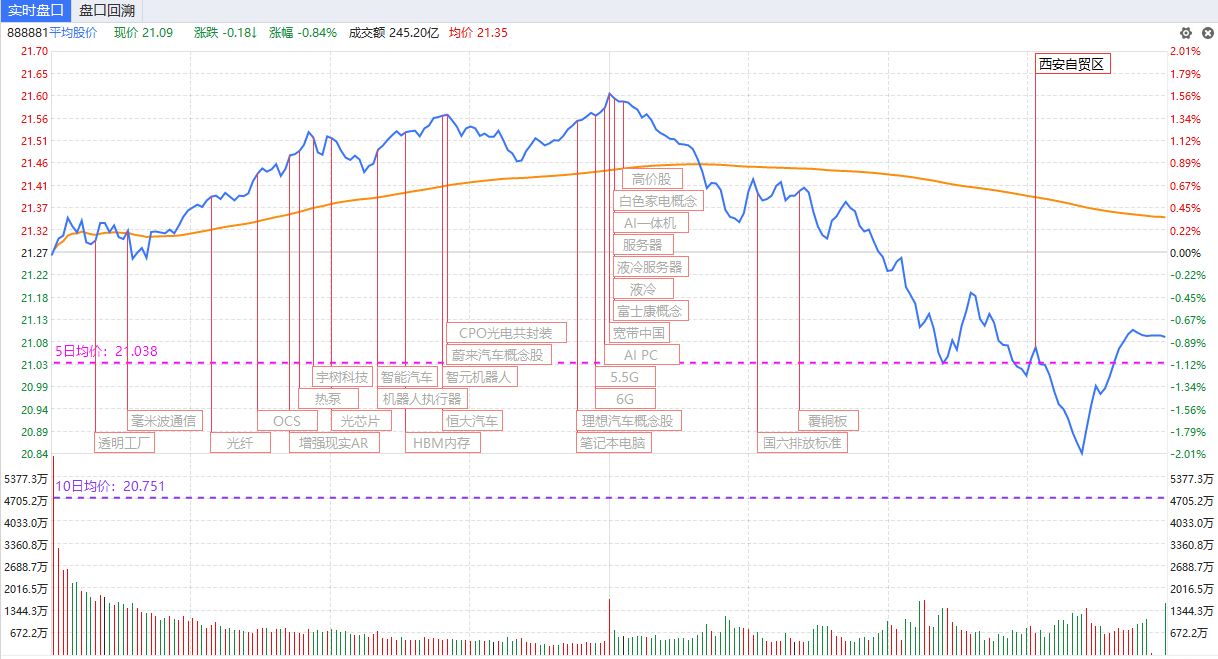 实时盘口 盘口回溯
888881平均股价 现价 21.09 涨跌 -0.18↓ 涨幅 -0.84% 成交额 245.20亿 均价 21.35
21.70 2.01%
西安自贸区
21.65 1.79%
21.60 1.56%
21.56 1.34%
21.51 1.12%
21.46 0.89%
高价股
21.41 0.67%
白色家电概念
21.37 0.45%
AI一体机
21.32 0.22%
服务器
21.27 0.00%
液冷服务器
21.22 -0.22%
液冷
21.18 -0.45%
富士康概念
21.13 -0.67%
CPO光电共封装 宽带中国
21.08 -0.89%
5日均价：21.038 蔚来汽车概念股 AI PC
21.03 -1.12%
宇树科技 智能汽车 智元机器人 5.5G
20.99 -1.34%
热泵 机器人执行器 6G
20.94 -1.56%
毫米波通信 OCS 光芯片 恒大汽车 理想汽车概念股 覆铜板
20.89 -1.79%
透明工厂 光纤 增强现实AR HBM内存 笔记本电脑 国六排放标准
20.84 -2.01%
5377.3万 5377.3万
10日均价：20.751
4705.2万 4705.2万
4033.0万 4033.0万
3360.8万 3360.8万
2688.7万 2688.7万
2016.5万 2016.5万
1344.3万 1344.3万
672.2万 672.2万